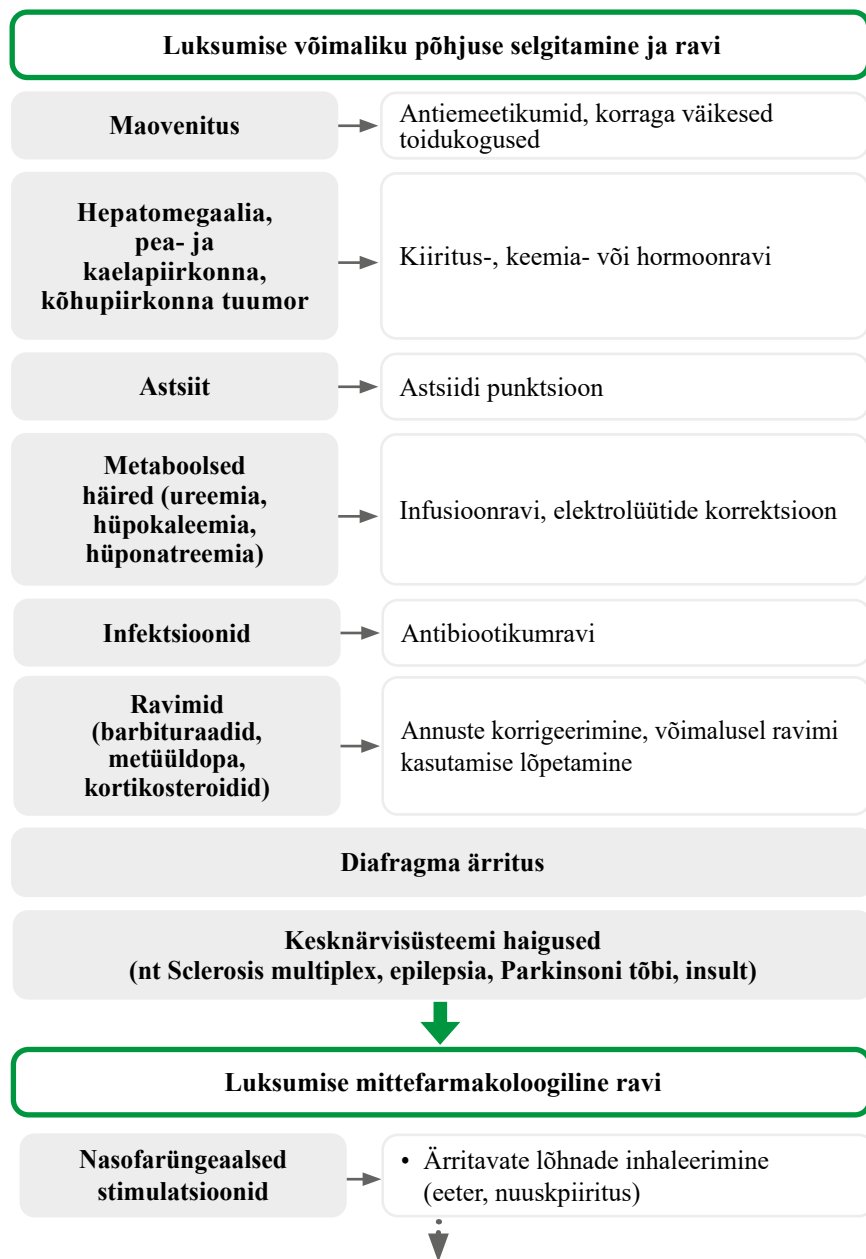 Luksumise võimaliku põhjuse selgitamine ja ravi
Maovenitus
Antiemeetikumid, korraga väikesed
toidukogused
Hepatomegaalia,
pea- ja
kaelapiirkonna,
kõhupiirkonna tuumor
Kiiritus-, keemia- või hormoonravi
Astsiit
Astsiidi punktsioon
Metaboolsed
häired (ureemia,
hüpokaleemia,
hüponatreemia)
Infusioonravi, elektrolüütide korrektsioon
Infektsioonid
Antibiootikumravi
Ravimid
(barbituraadid,
metüüldopa,
kortikosteroidid)
Annuste korrigeerimine, võimalusel ravimi
kasutamise lõpetamine
Diafragma ärritus
Kesknärvisüsteemi haigused
(nt Sclerosis multiplex, epilepsia, Parkinsoni tõbi, insult)
Luksumise mittefarmakoloogiline ravi
Nasofarüngeaalsed
stimulatsioonid
• Ärritavate lõhnade inhaleerimine
(eeter, nuuskpiiritus)